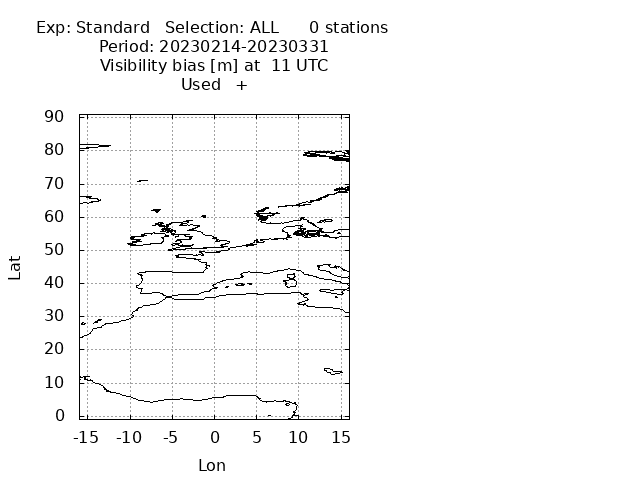 Exp: Standard   Selection: ALL      0 stations
Period: 20230214-20230331
Visibility bias [m] at  11 UTC
Used   +
90
80
70
60
50
40
30
20
10
0
Lat
-15 -10 -5 0 5 10 15
Lon